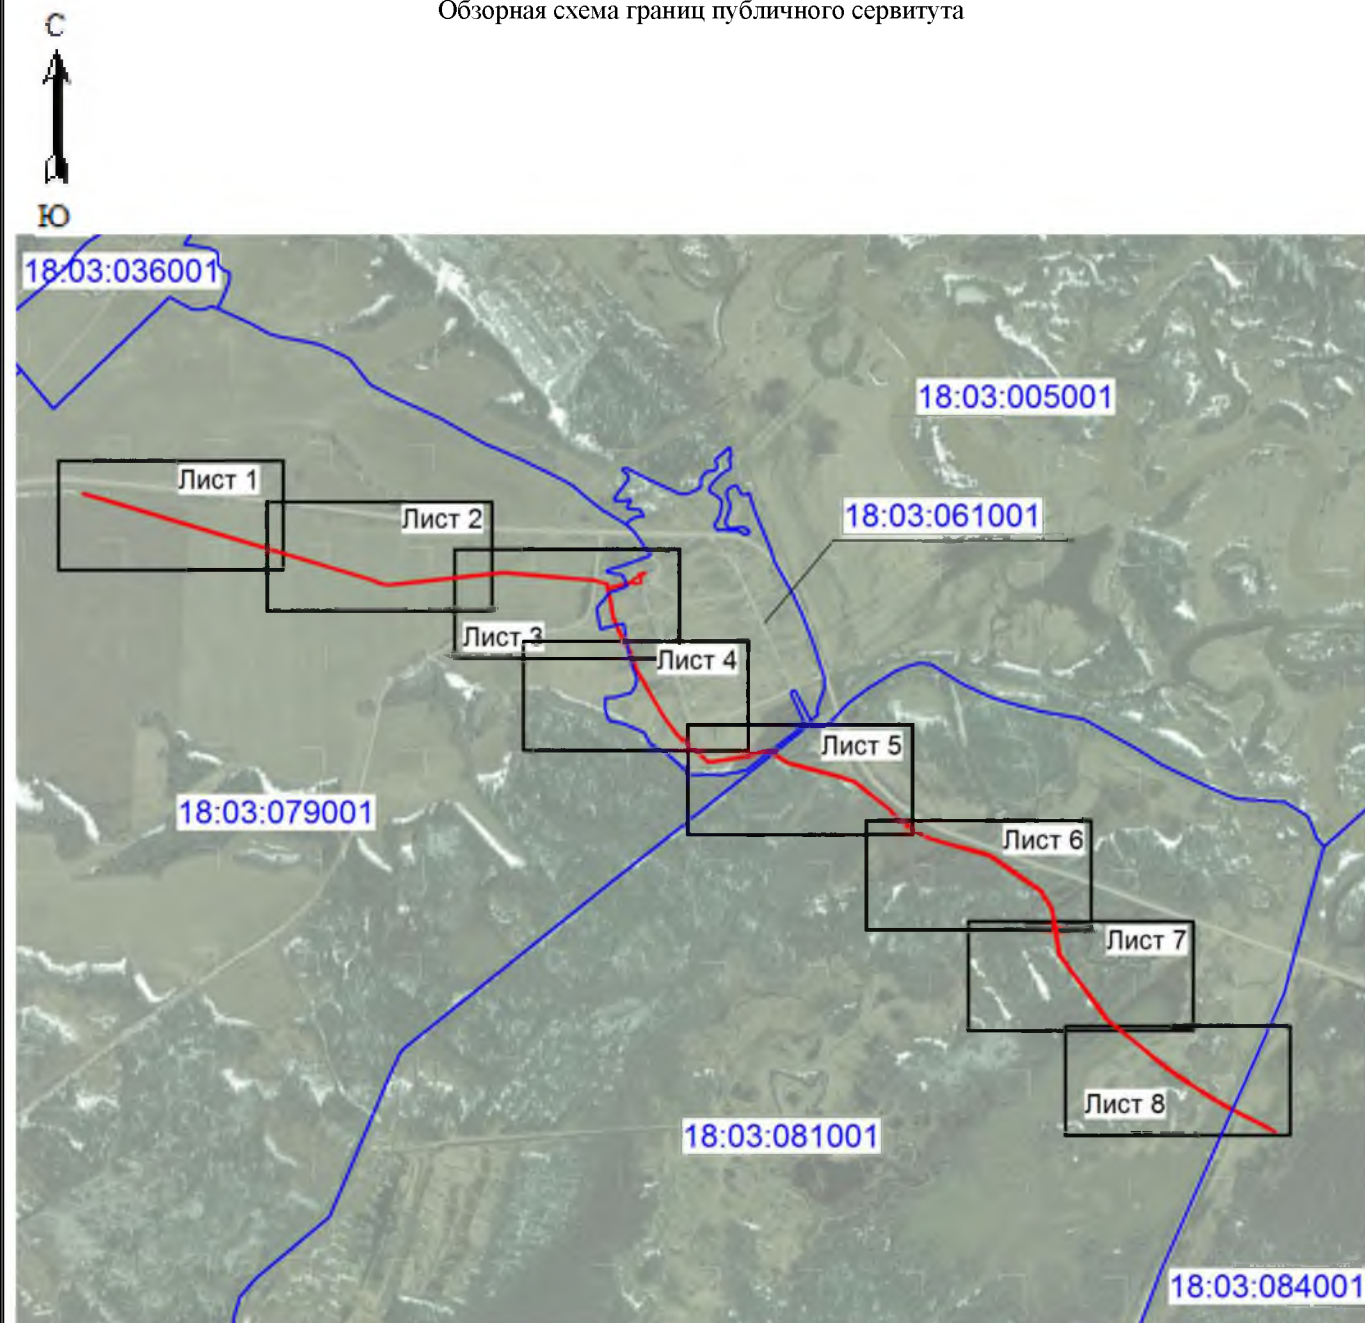 Обзорная схема границ публичного сервитута
С
Ю
18:03:036001
18:03:005001
Лист 1
Лист 2
18:03:061001
Лист 3
Лист 4
Лист 5
18:03:079001
Лист 6
Лист 7
Лист 8
18:03:081001
18:03:084001